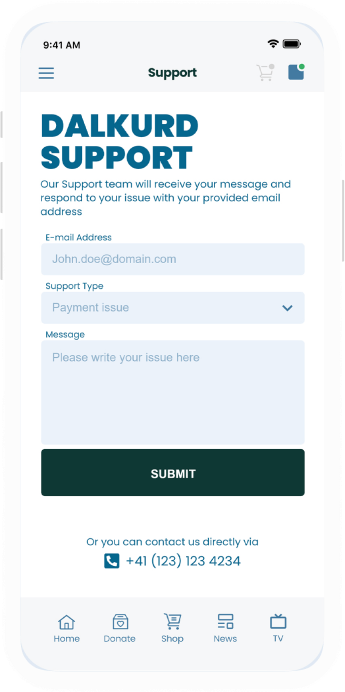 9:41 AM
Support
DALKURD
SUPPORT
Our Support team will receive your message and
respond to your issue with your provided email
address
E-mail Address
John.doe@domain.com
Support Type
Payment issue
Message
Please write your issue here
SUBMIT
Or you can contact us directly via
+41 (123) 123 4234
Home Donate Shop News TV